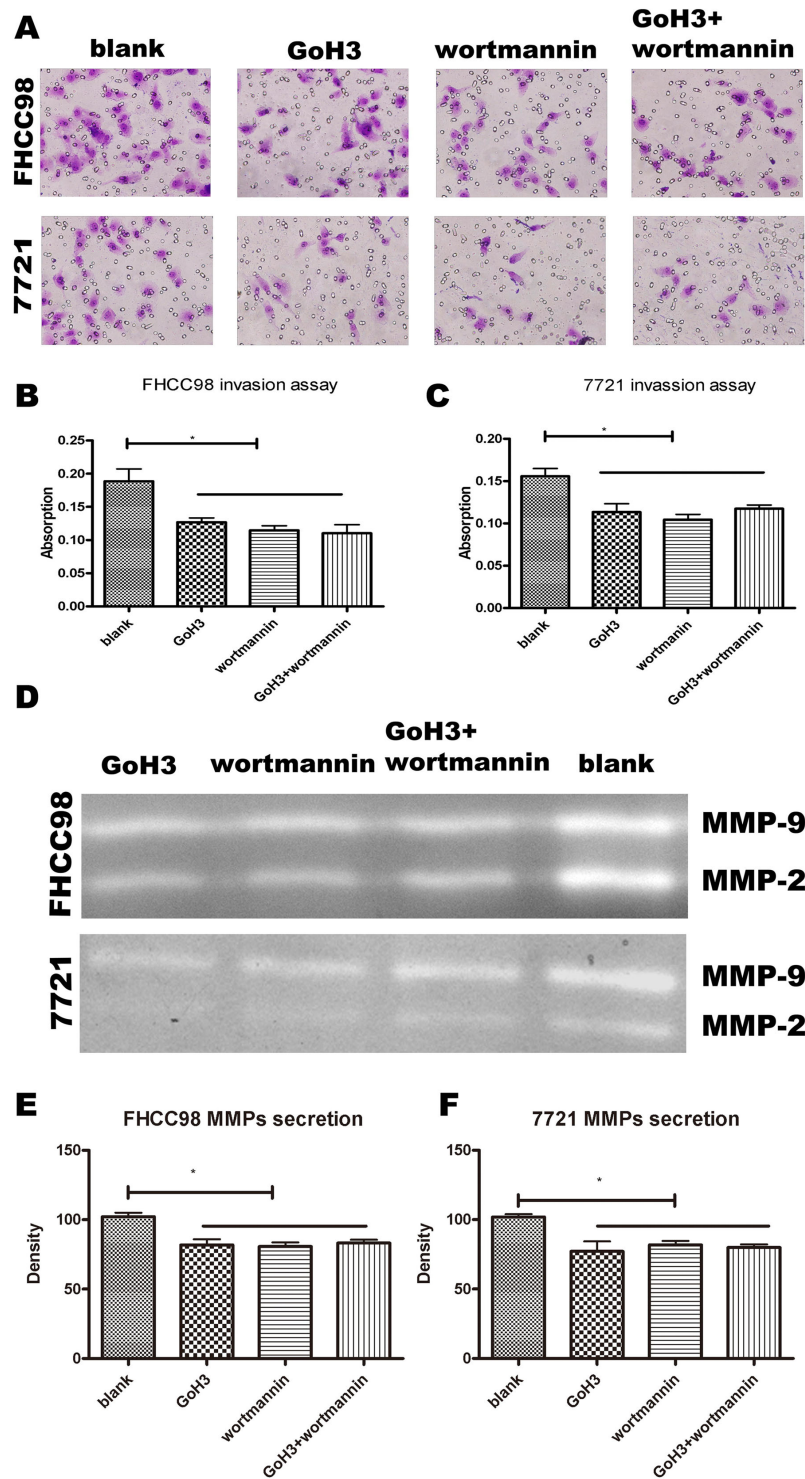 A
blank
GoH3
wortmannin
GoH3+
wortmannin
FHCC98
7721
B
FHCC98 invasion assay
0.25
0.20
0.15
0.10
0.05
0.00
Absorption
*
blank
GoH3
wortmannin
GoH3+wortmannin
C
7721 invassion assay
0.20
0.15
0.10
0.05
0.00
Absorption
*
blank
GoH3
wortmannin
GoH3+wortmannin
D
GoH3
wortmannin
GoH3+
wortmannin
blank
FHCC98
MMP-9
MMP-2
7721
MMP-9
MMP-2
E
FHCC98 MMPs secretion
150
100
50
0
Density
*
blank
GoH3
wortmannin
GoH3+wortmannin
F
7721 MMPs secretion
150
100
50
0
Density
*
blank
GoH3
wortmannin
GoH3+wortmannin